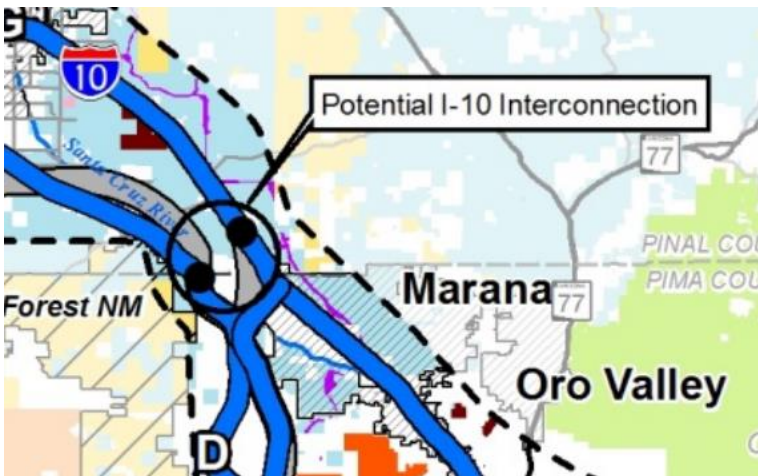 G
10
Potential I-10 Interconnection
77
Santa Cruz River
PINAL COU
PIMA COU
Marana
77
Forest NM
Oro Valley
D